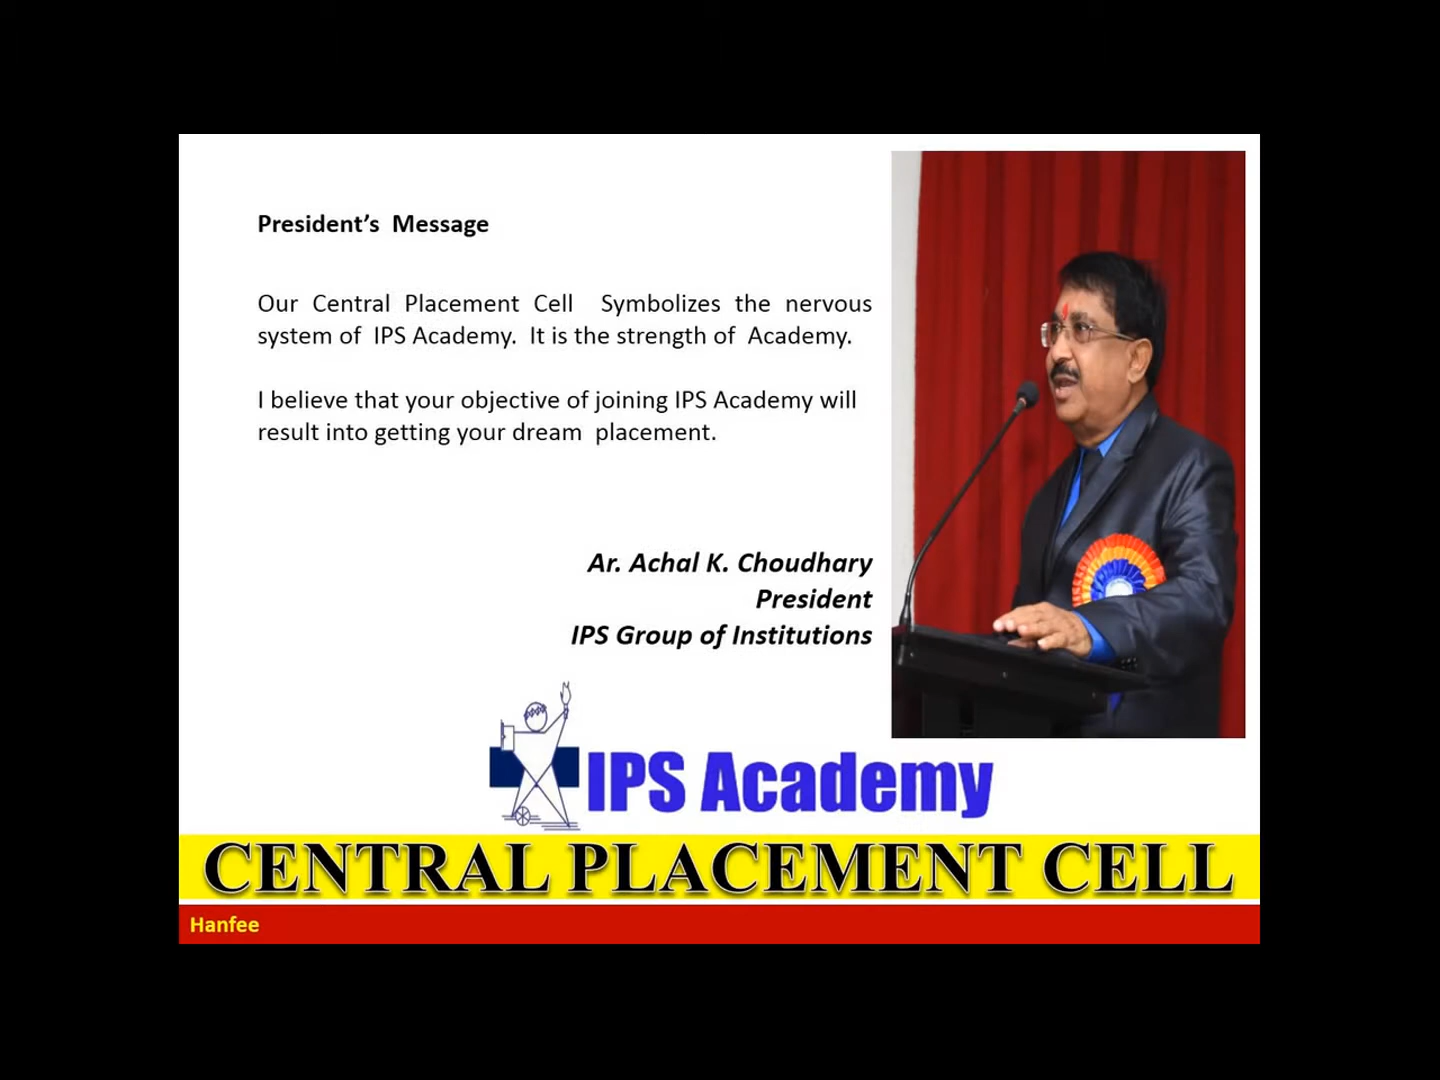 President’s Message
Our Central Placement Cell Symbolizes the nervous
system of IPS Academy. It is the strength of Academy.
I believe that your objective of joining IPS Academy will
result into getting your dream placement.
Ar. Achal K. Choudhary
President
IPS Group of Institutions
IPS Academy
CENTRAL PLACEMENT CELL
Hanfee